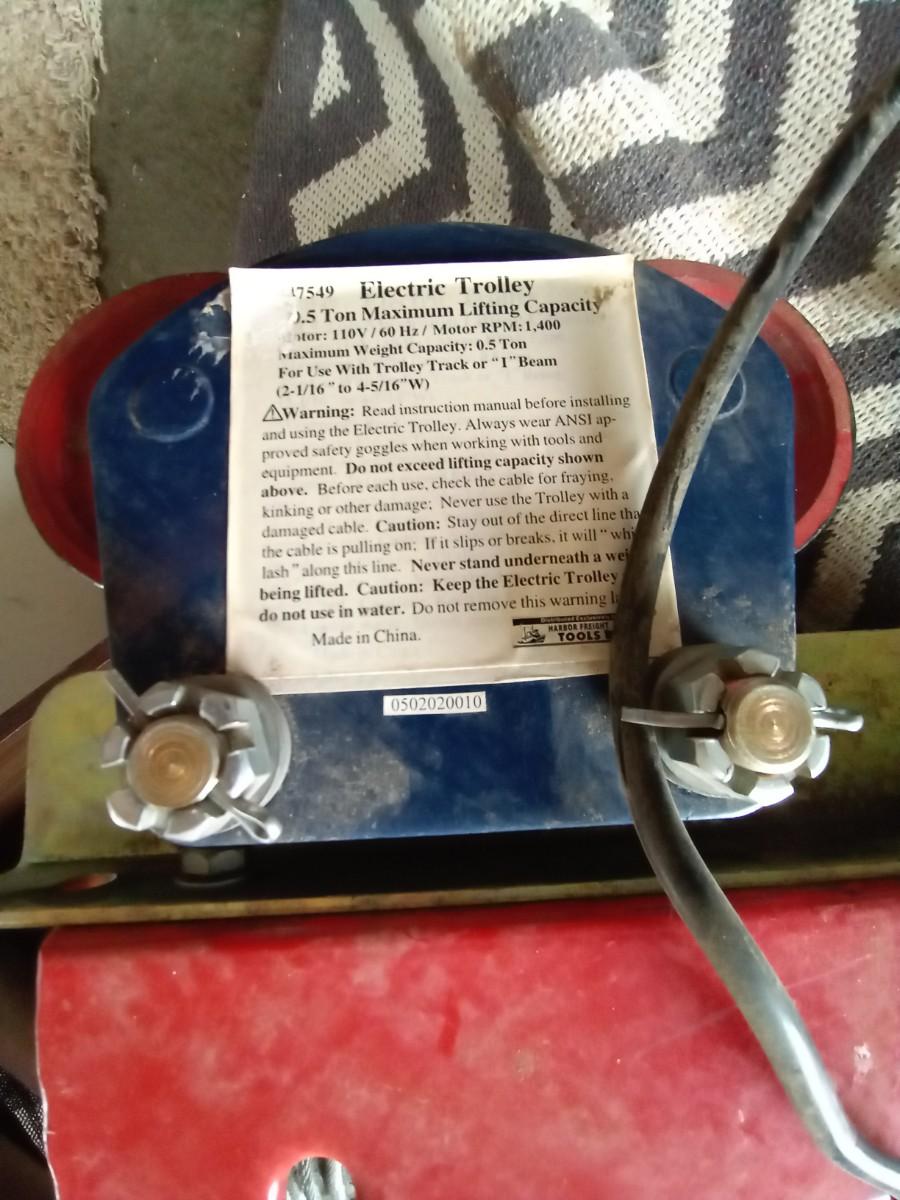 47549 Electric Trolley
0.5 Ton Maximum Lifting Capacity
Motor: 110V / 60 Hz / Motor RPM: 1,400
Maximum Weight Capacity: 0.5 Ton
For Use With Trolley Track or “I” Beam
(2-1/16 ” to 4-5/16”W)
⚠Warning: Read instruction manual before installing
and using the Electric Trolley. Always wear ANSI ap-
proved safety goggles when working with tools and
equipment. Do not exceed lifting capacity shown
above. Before each use, check the cable for fraying,
kinking or other damage; Never use the Trolley with a
damaged cable. Caution: Stay out of the direct line
the cable is pulling on; If it slips or breaks, it will “
lash” along this line. Never stand underneath a
being lifted. Caution: Keep the Electric Trolley
do not use in water. Do not remove this warning
Made in China.
Distributed Exclusively
HARBOR FREIGHT
TOOLS
0502020010